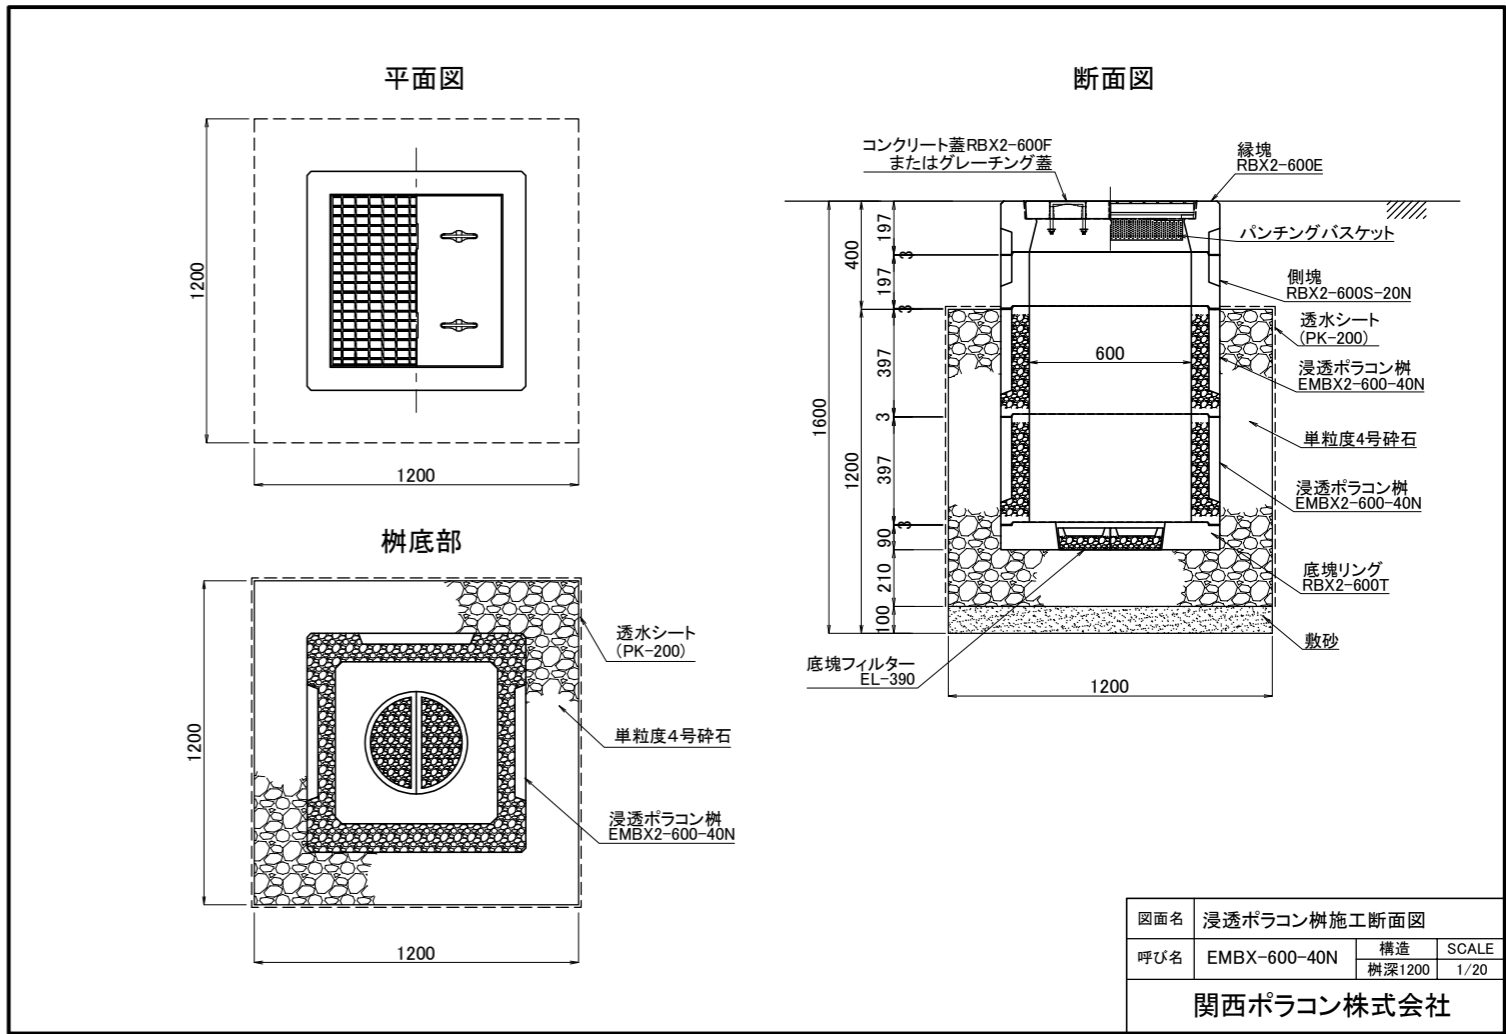 平面図
1200
1200
桝底部
透水シート
(PK-200)
単粒度4号砕石
浸透ポラコン桝
EMBX2-600-40N
1200
1200
断面図
コンクリート蓋RBX2-600F
またはグレーチング蓋
縁塊
RBX2-600E
パンチングバスケット
側塊
RBX2-600S-20N
透水シート
(PK-200)
浸透ポラコン桝
EMBX2-600-40N
単粒度4号砕石
浸透ポラコン桝
EMBX2-600-40N
底塊リング
RBX2-600T
敷砂
底塊フィルター
EL-390
1600
400
1200
197
3
197
3
397
3
397
3
90
210
100
600
1200
図面名 浸透ポラコン桝施工断面図
呼び名 EMBX-600-40N 構造 SCALE
桝深1200 1/20
関西ポラコン株式会社